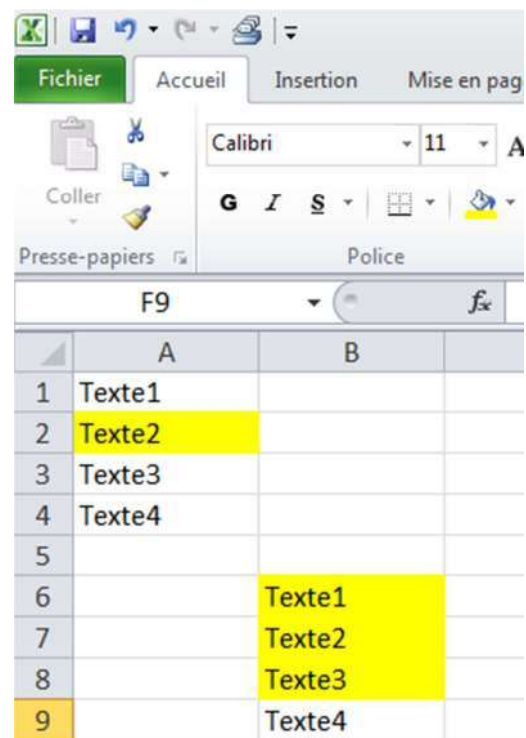 Fichier Accueil Insertion Mise en pag
Calibri 11 A
Coller G I S
Presse-papiers Police
F9 fx
A B
1 Texte1
2 Texte2
3 Texte3
4 Texte4
5
6 Texte1
7 Texte2
8 Texte3
9 Texte4